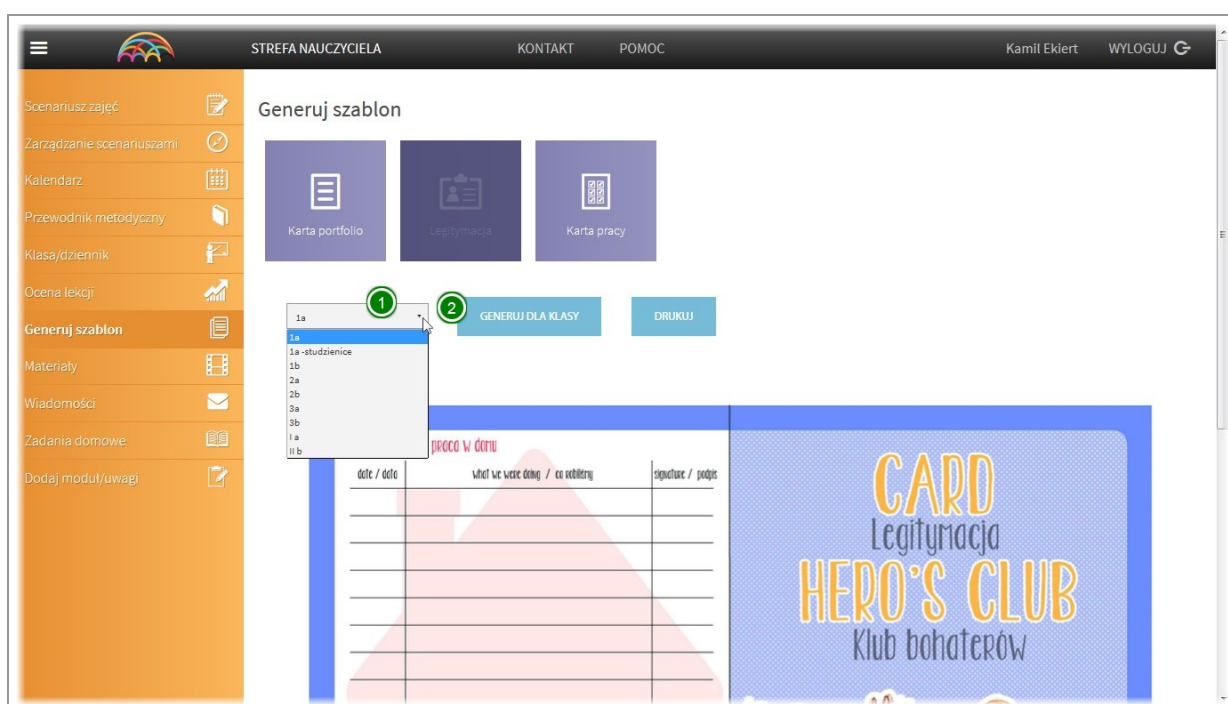 STREFA NAUCZYCIELA KONTAKT POMOC Kamil Ekiert WYLOGUJ
Scenariusz zajęć
Zarządzanie scenariuszami
Kalendarz
Przewodnik metodyczny
Klasa/dziennik
Ocena lekcji
Generuj szablon
Materiały
Wiadomości
Zadania domowe
Dodaj moduł/uwagi
Generuj szablon
Karta portfolio Legitymacja Karta pracy
1 2
1a GENERUJ DLA KLASY DRUKUJ
1a
1a -studzienice
1b
2a
2b
3a
3b
I a
II b
praca w domu
date / data what we were doing / co robiliśmy signature / podpis
CARD
Legitymacja
HERO'S CLUB
Klub bohaterów